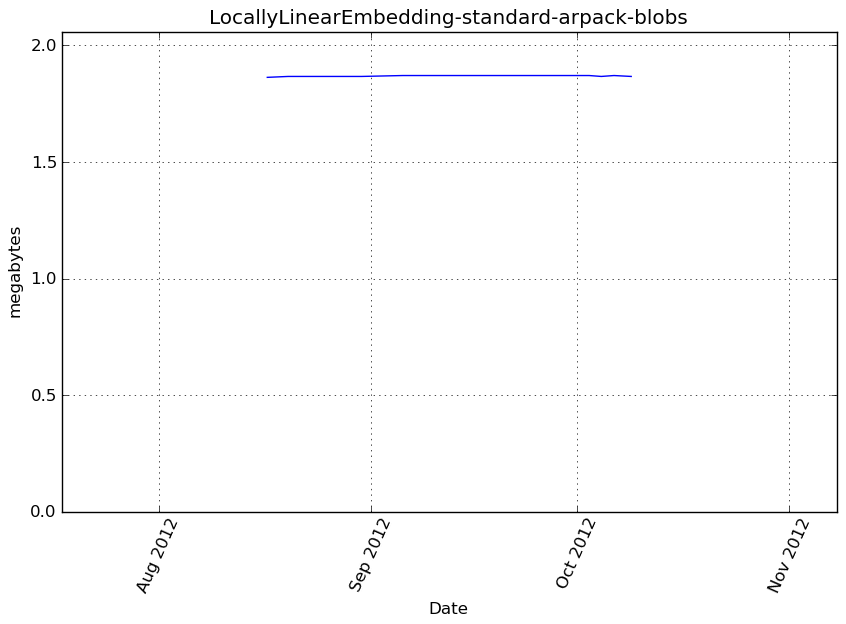 LocallyLinearEmbedding-standard-arpack-blobs
2.0
1.5
1.0
0.5
0.0
megabytes
Aug 2012
Sep 2012
Oct 2012
Nov 2012
Date